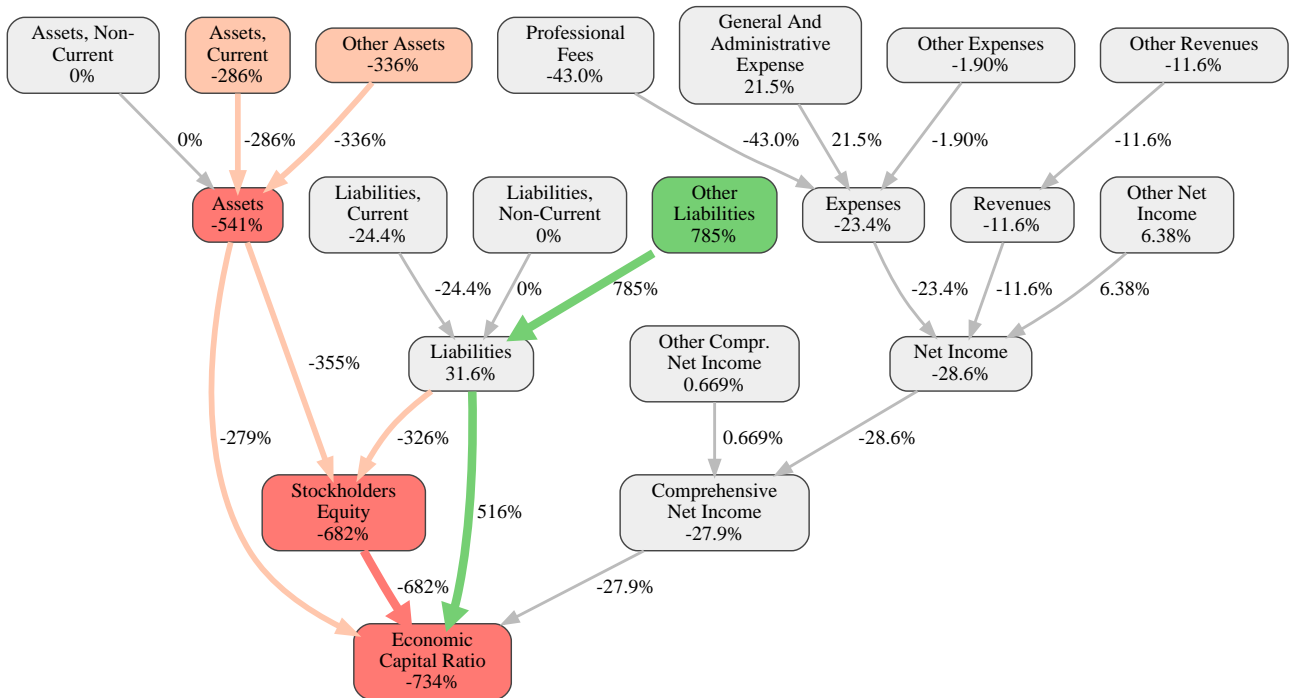 Assets, Non-
Current
0%
Assets,
Current
-286%
Other Assets
-336%
Professional
Fees
-43.0%
General And
Administrative
Expense
21.5%
Other Expenses
-1.90%
Other Revenues
-11.6%
0%
-286%
-336%
-43.0%
21.5%
-1.90%
-11.6%
Assets
-541%
Liabilities,
Current
-24.4%
Liabilities,
Non-Current
0%
Other
Liabilities
785%
Expenses
-23.4%
Revenues
-11.6%
Other Net
Income
6.38%
-24.4%
0%
785%
-23.4%
-11.6%
6.38%
-355%
Liabilities
31.6%
Other Compr.
Net Income
0.669%
Net Income
-28.6%
-279%
-326%
0.669%
-28.6%
Stockholders
Equity
-682%
516%
Comprehensive
Net Income
-27.9%
-682%
-27.9%
Economic
Capital Ratio
-734%